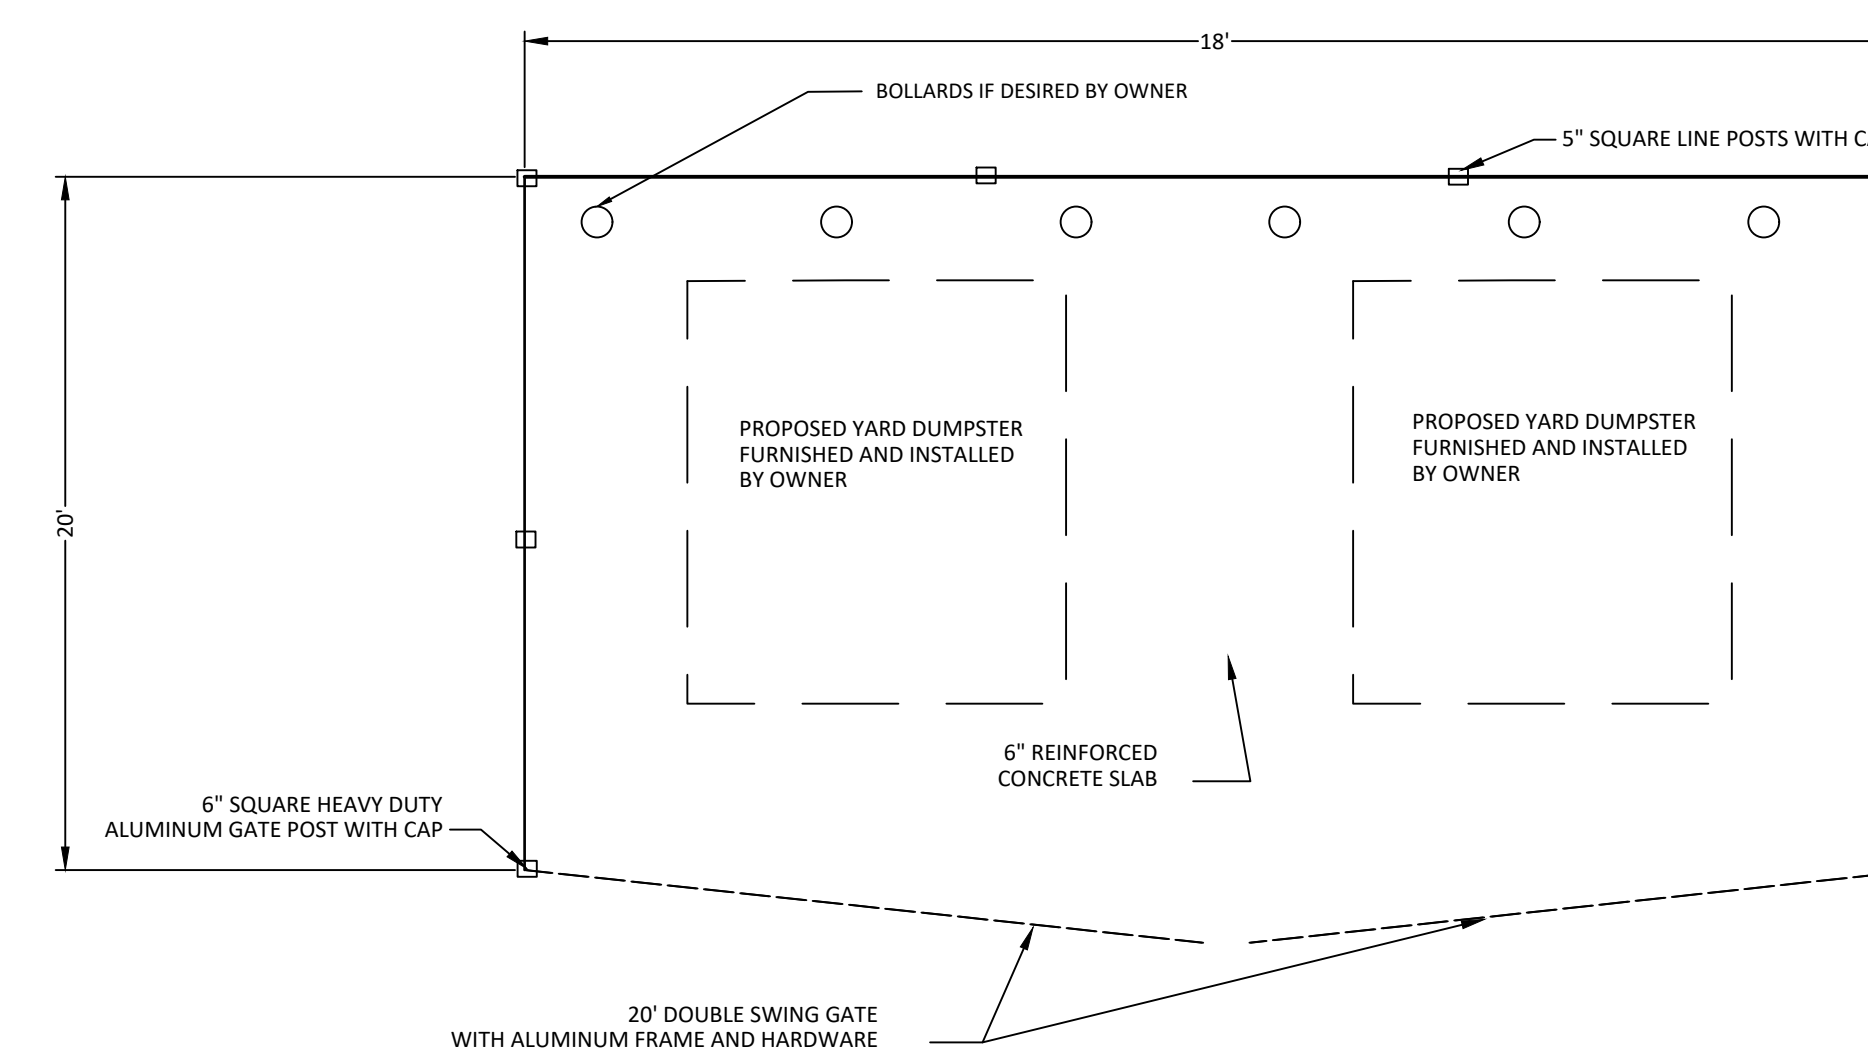 18'
BOLLARDS IF DESIRED BY OWNER
5" SQUARE LINE POSTS WITH
PROPOSED YARD DUMPSTER
FURNISHED AND INSTALLED
BY OWNER
PROPOSED YARD DUMPSTER
FURNISHED AND INSTALLED
BY OWNER
20'
6" REINFORCED
CONCRETE SLAB
6" SQUARE HEAVY DUTY
ALUMINUM GATE POST WITH CAP
20' DOUBLE SWING GATE
WITH ALUMINUM FRAME AND HARDWARE